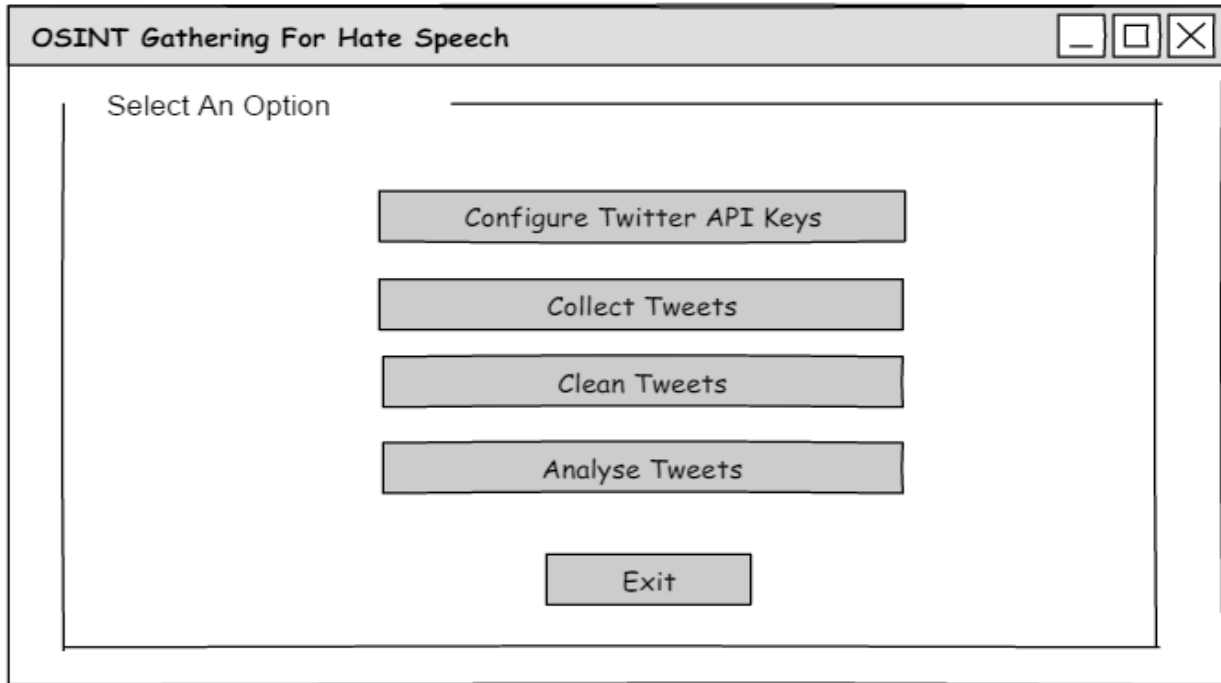 OSINT Gathering For Hate Speech
Select An Option
Configure Twitter API Keys
Collect Tweets
Clean Tweets
Analyse Tweets
Exit